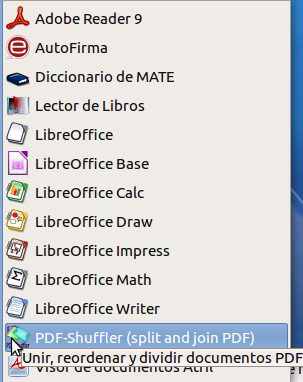 Adobe Reader 9
AutoFirma
Diccionario de MATE
Lector de Libros
LibreOffice
LibreOffice Base
LibreOffice Calc
LibreOffice Draw
LibreOffice Impress
LibreOffice Math
LibreOffice Writer
PDF-Shuffler (split and join PDF)
Unir, reordenar y dividir documentos PDF
Visor de documentos Atril